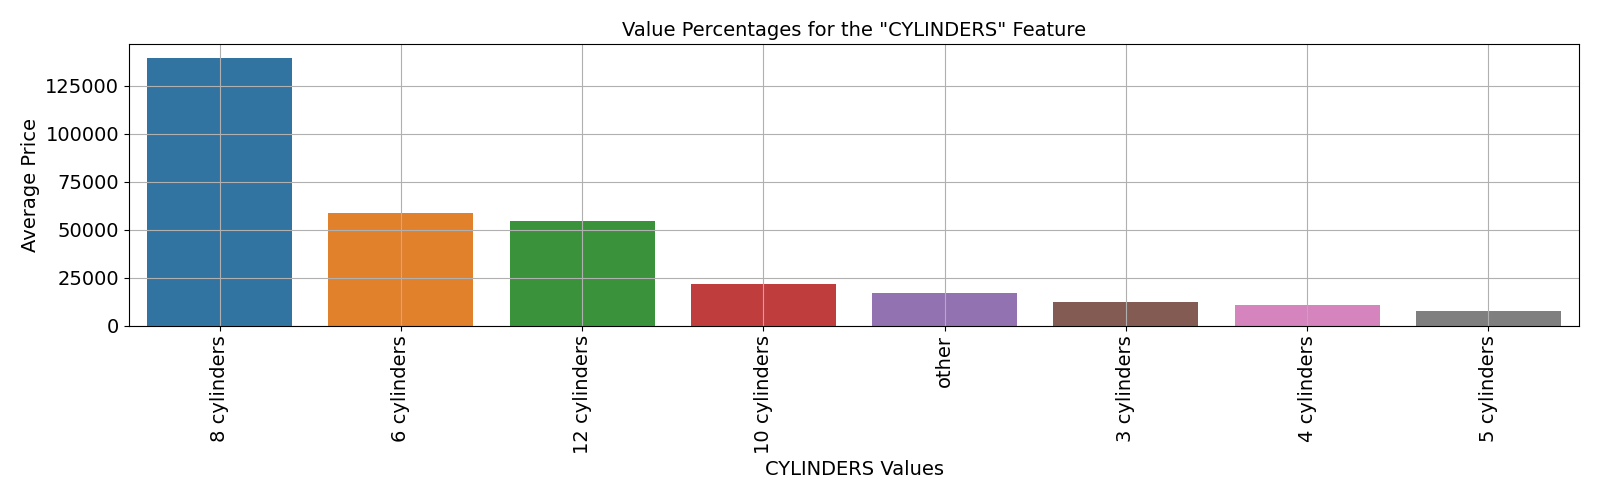 Value Percentages for the "CYLINDERS" Feature
Average Price
125000
100000
75000
50000
25000
0
8 cylinders
6 cylinders
12 cylinders
10 cylinders
other
3 cylinders
4 cylinders
5 cylinders
CYLINDERS Values